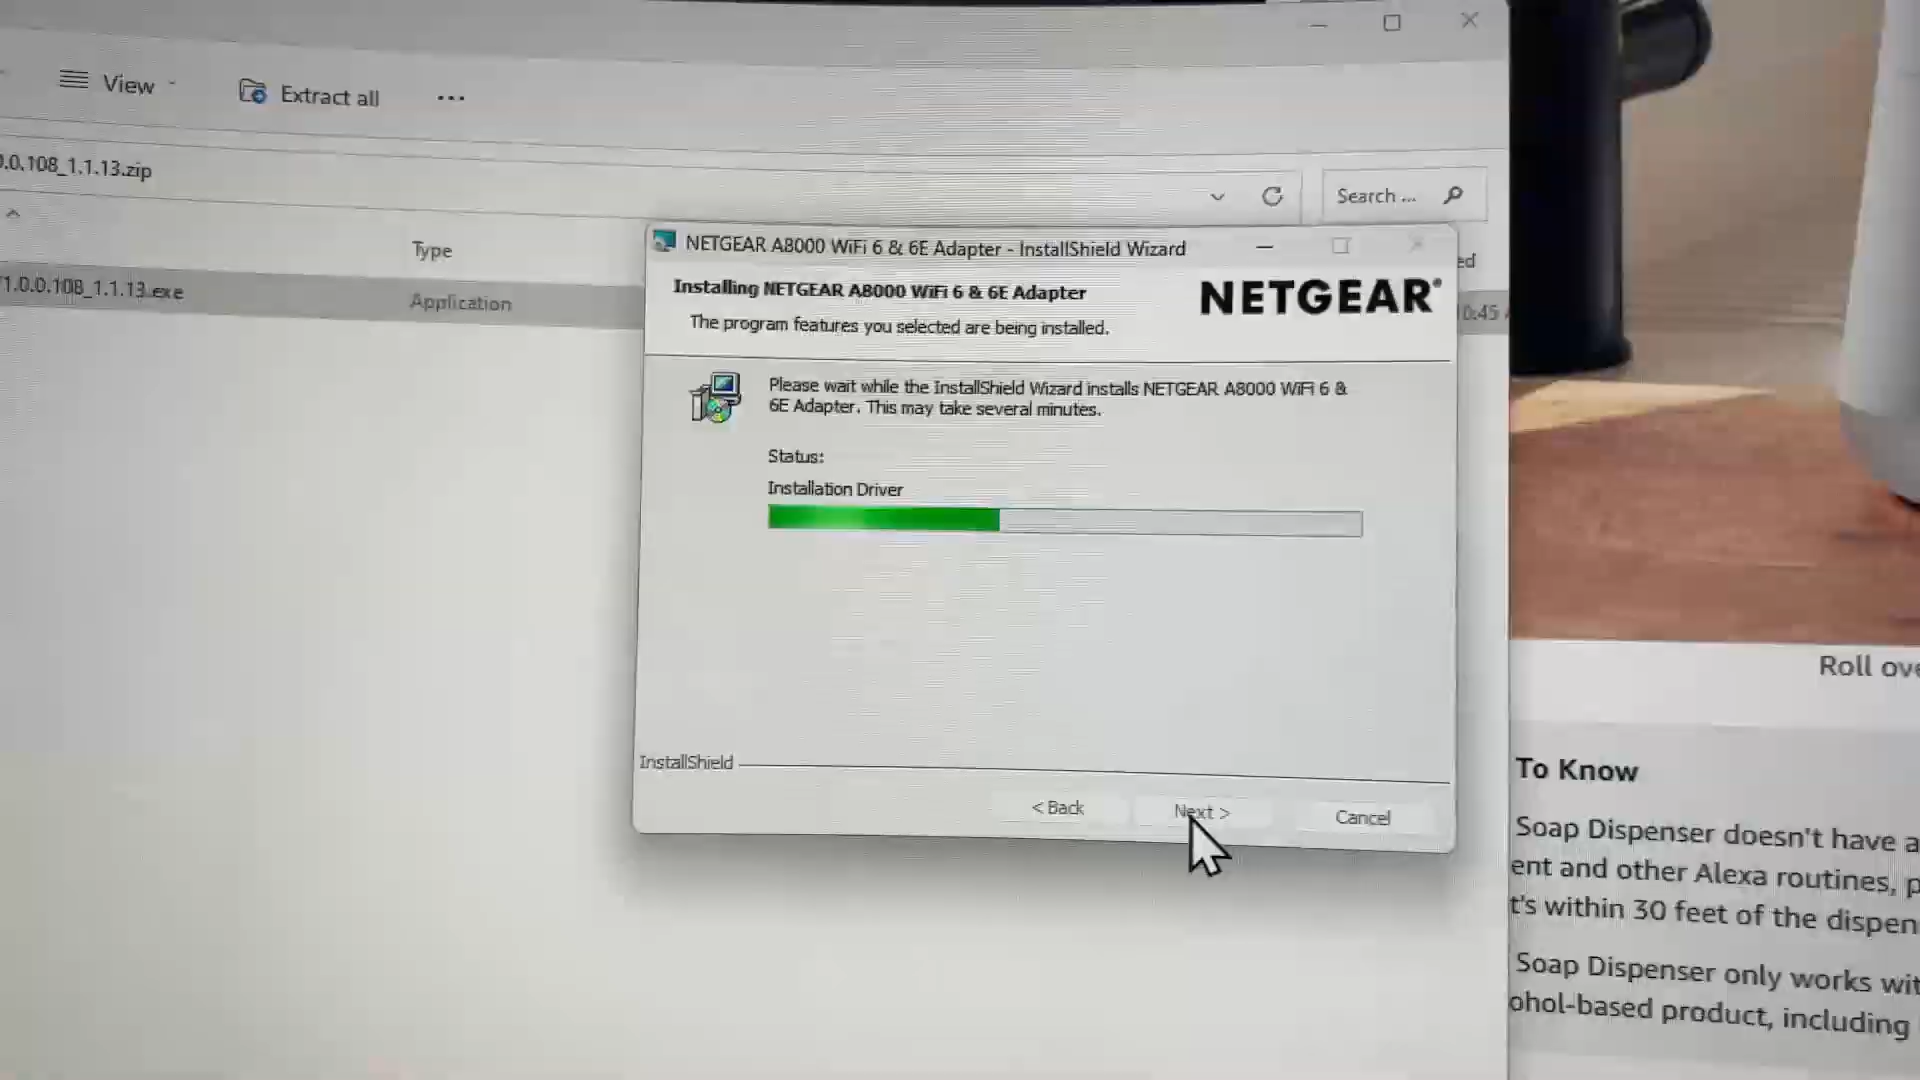 View
Extract all
...
0.0.108_1.1.13.zip
Search ...
Type
ed
/1.0.0.108_1.1.13.exe
Application
10:45
NETGEAR A8000 WiFi 6 & 6E Adapter - InstallShield Wizard
Installing NETGEAR A8000 WiFi 6 & 6E Adapter
NETGEAR®
The program features you selected are being installed.
Please wait while the InstallShield Wizard installs NETGEAR A8000 WiFi 6 &
6E Adapter. This may take several minutes.
Status:
Installation Driver
InstallShield
< Back
Next >
Cancel
Roll ove
To Know
Soap Dispenser doesn't have a
ent and other Alexa routines, p
t's within 30 feet of the dispen
Soap Dispenser only works wit
ohol-based product, including